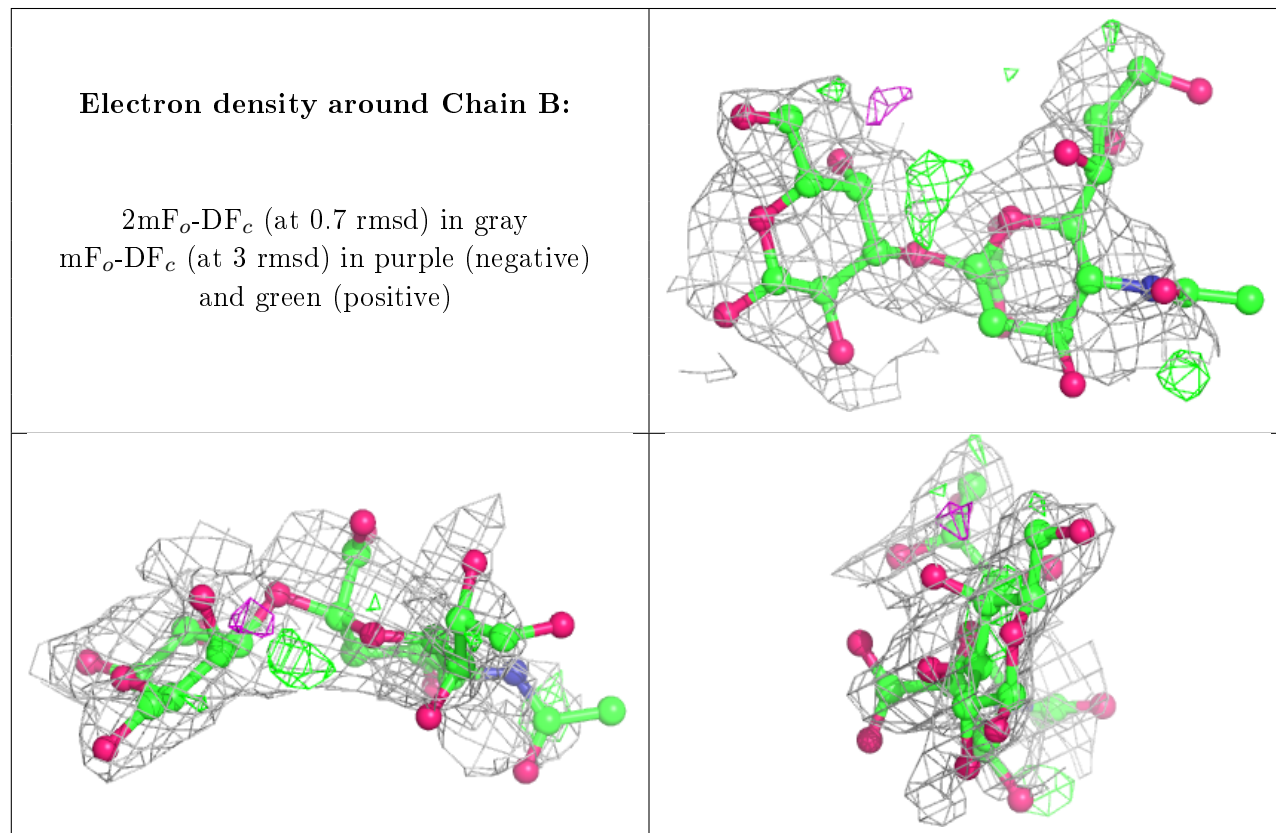 Electron density around Chain B:
2mFₒ-DF𝑐 (at 0.7 rmsd) in gray
mFₒ-DF𝑐 (at 3 rmsd) in purple (negative)
and green (positive)